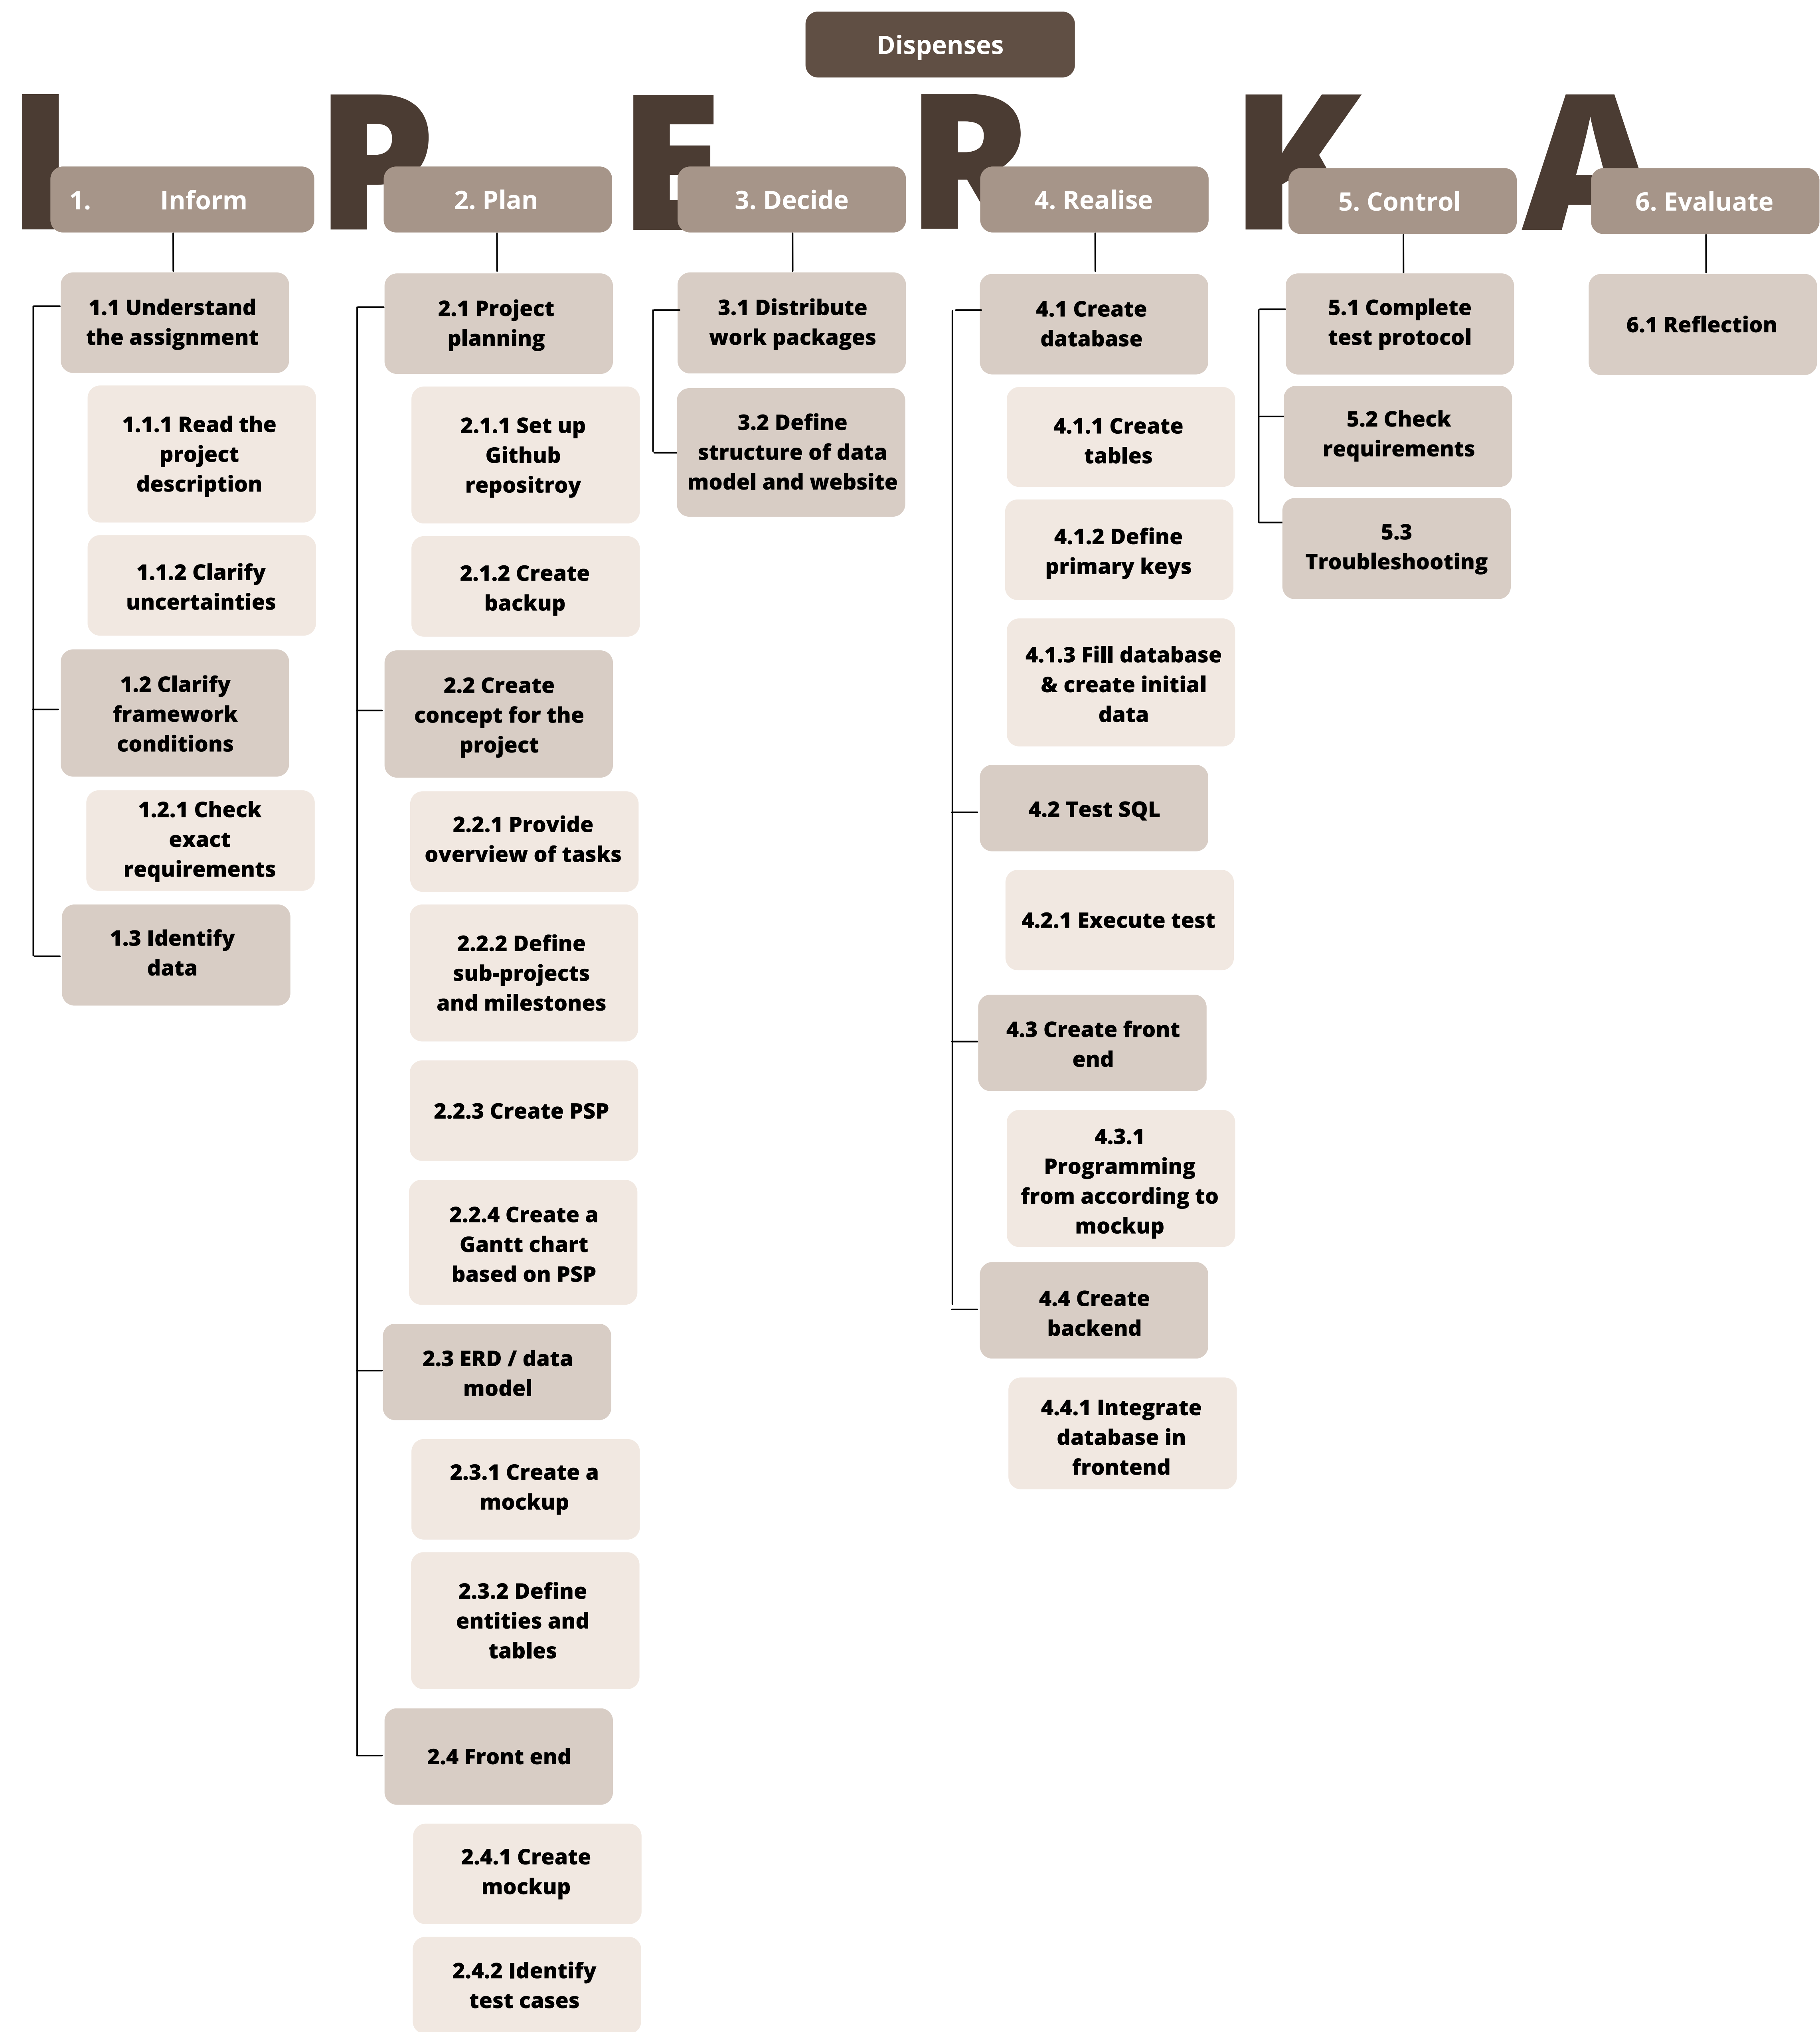 Dispenses
I P E R K A
1. Inform
1.1 Understand
the assignment
1.1.1 Read the
project
description
1.1.2 Clarify
uncertainties
1.2 Clarify
framework
conditions
1.2.1 Check
exact
requirements
1.3 Identify
data
2. Plan
2.1 Project
planning
2.1.1 Set up
Github
repositroy
2.1.2 Create
backup
2.2 Create
concept for the
project
2.2.1 Provide
overview of tasks
2.2.2 Define
sub-projects
and milestones
2.2.3 Create PSP
2.2.4 Create a
Gantt chart
based on PSP
2.3 ERD / data
model
2.3.1 Create a
mockup
2.3.2 Define
entities and
tables
2.4 Front end
2.4.1 Create
mockup
2.4.2 Identify
test cases
3. Decide
3.1 Distribute
work packages
3.2 Define
structure of data
model and website
4. Realise
4.1 Create
database
4.1.1 Create
tables
4.1.2 Define
primary keys
4.1.3 Fill database
& create initial
data
4.2 Test SQL
4.2.1 Execute test
4.3 Create front
end
4.3.1
Programming
from according to
mockup
4.4 Create
backend
4.4.1 Integrate
database in
frontend
5. Control
5.1 Complete
test protocol
5.2 Check
requirements
5.3
Troubleshooting
6. Evaluate
6.1 Reflection